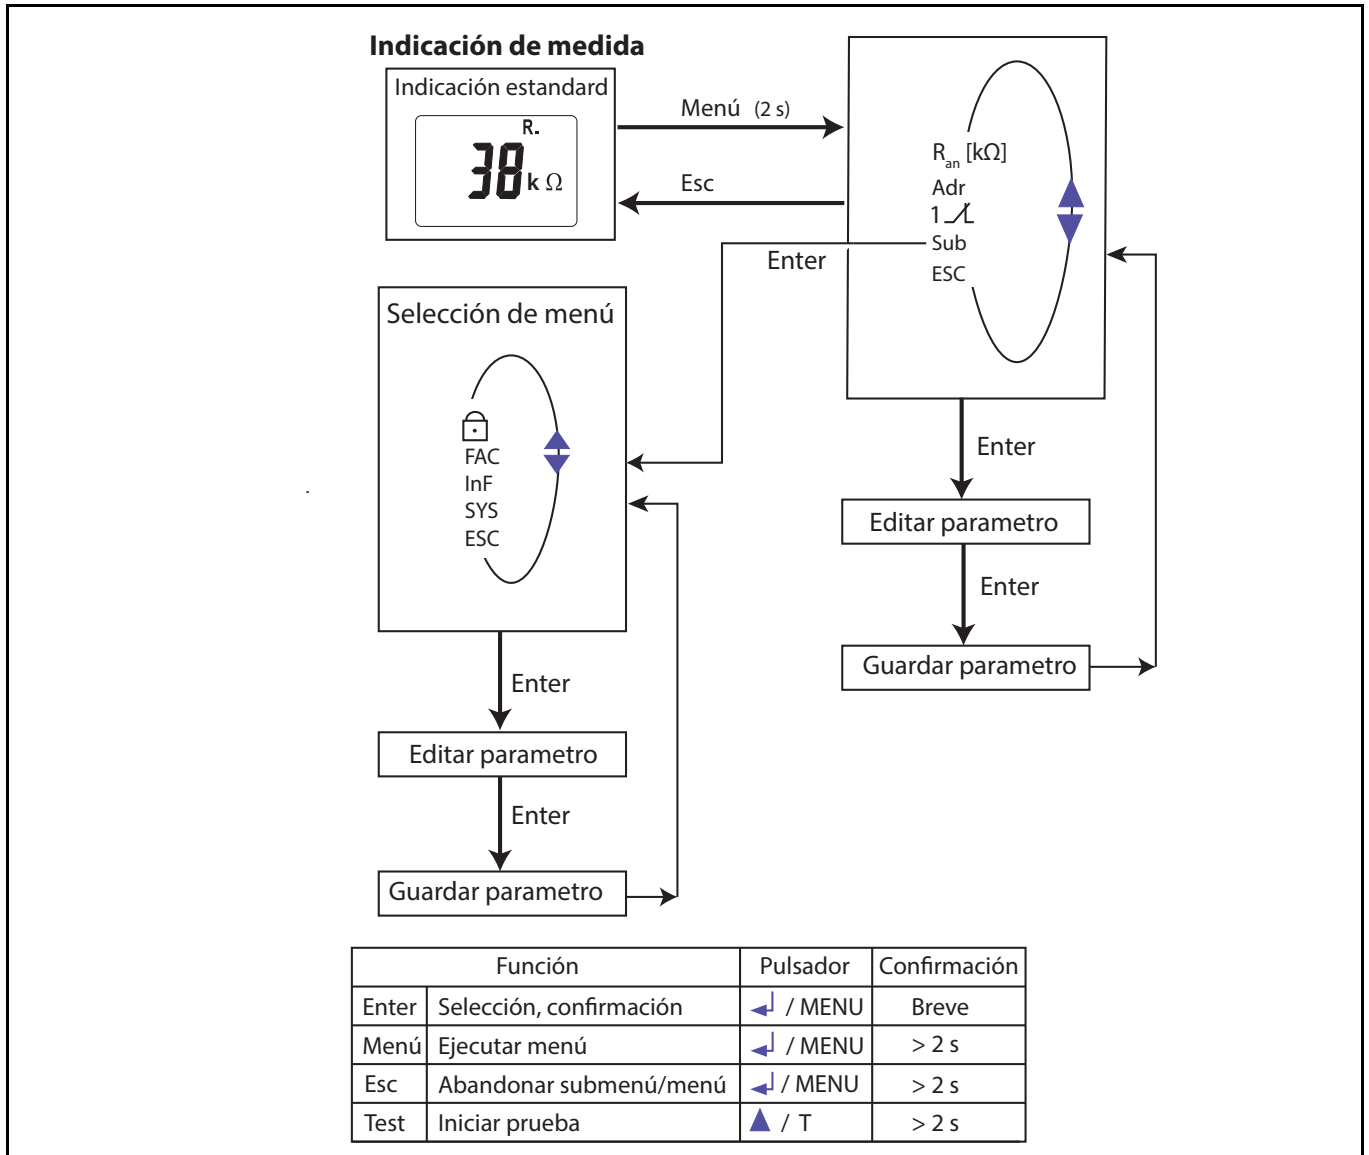 Indicación de medida
Indicación estandard
R.
38 k Ω
Menú (2 s)
Esc
Ran [kΩ]
Adr
1
Sub
ESC
Enter
Selección de menú
FAC
InF
SYS
ESC
Enter
Editar parametro
Enter
Guardar parametro
Enter
Editar parametro
Enter
Guardar parametro
Función Pulsador Confirmación
Enter Selección, confirmación / MENU Breve
Menú Ejecutar menú / MENU > 2 s
Esc Abandonar submenú/menú / MENU > 2 s
Test Iniciar prueba / T > 2 s